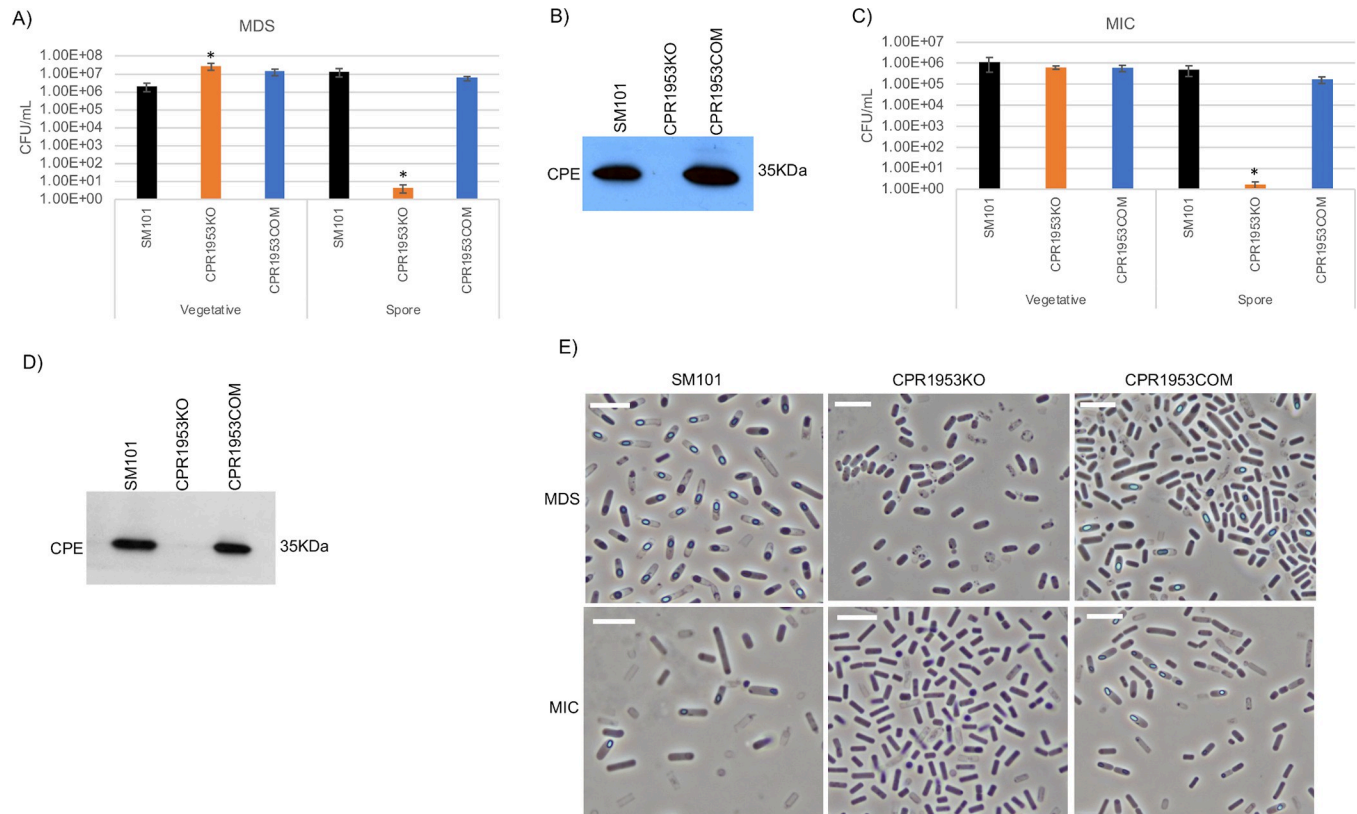 A)
MDS
1.00E+08
1.00E+07
1.00E+06
1.00E+05
1.00E+04
1.00E+03
1.00E+02
1.00E+01
1.00E+00
CFU/mL
*
*
SM101
CPR1953KO
CPR1953COM
SM101
CPR1953KO
CPR1953COM
Vegetative
Spore
B)
SM101
CPR1953KO
CPR1953COM
CPE
35KDa
C)
MIC
1.00E+07
1.00E+06
1.00E+05
1.00E+04
1.00E+03
1.00E+02
1.00E+01
1.00E+00
CFU/mL
*
SM101
CPR1953KO
CPR1953COM
SM101
CPR1953KO
CPR1953COM
Vegetative
Spore
D)
SM101
CPR1953KO
CPR1953COM
CPE
35KDa
E)
SM101 CPR1953KO CPR1953COM
MDS
MIC